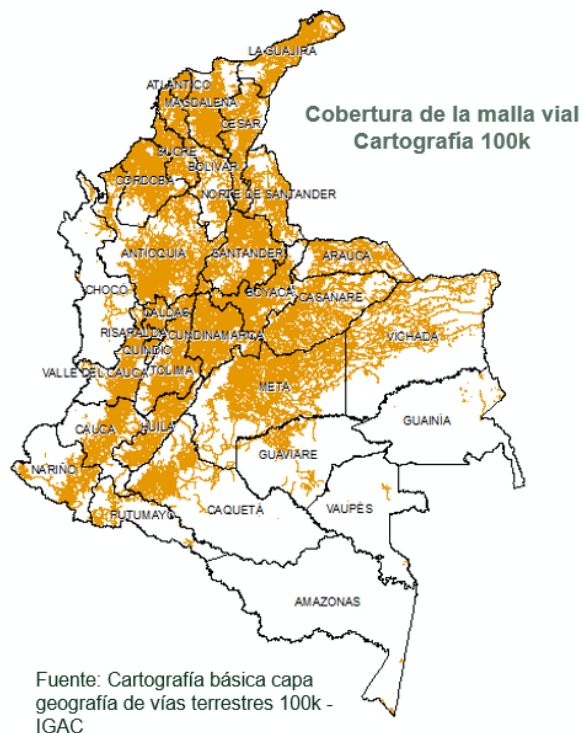 LA GUAJIRA
ATLÁNTICO
MAGDALENA
CESAR
Cobertura de la malla vial
Cartografía 100k
SUCRE
BOLÍVAR
CÓRDOBA
NORTE DE SANTANDER
ANTIOQUIA
SANTANDER
ARAUCA
CHOCÓ
BOYACÁ
CASANARE
CALDAS
RISARALDA
CUNDINAMARCA
VICHADA
QUINDÍO
VALLE DEL CAUCA
TOLIMA
META
CAUCA
HUILA
GUAINÍA
GUAVIARE
NARIÑO
PUTUMAYO
CAQUETÁ
VAUPÉS
AMAZONAS
Fuente: Cartografía básica capa
geografía de vías terrestres 100k -
IGAC